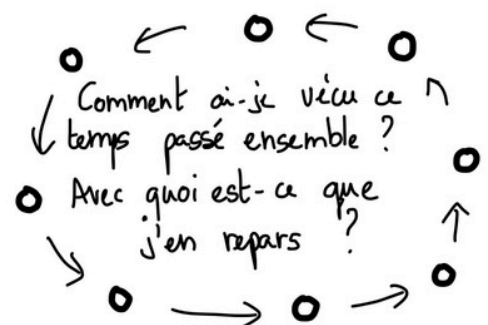 Comment ai-je vécu ce
temps passé ensemble ?
Avec quoi est-ce que
j'en repars ?